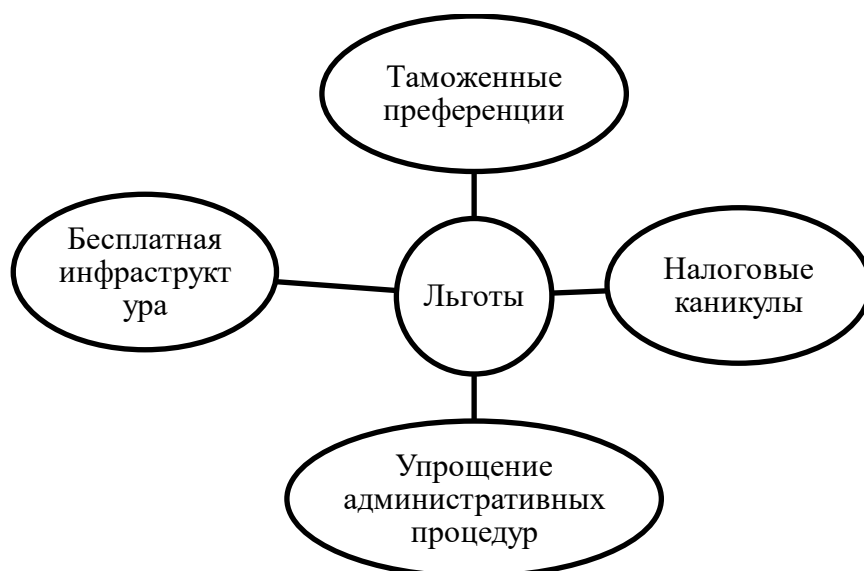 Таможенные
преференции
Бесплатная
инфраструкт
ура
Льготы
Налоговые
каникулы
Упрощение
административных
процедур